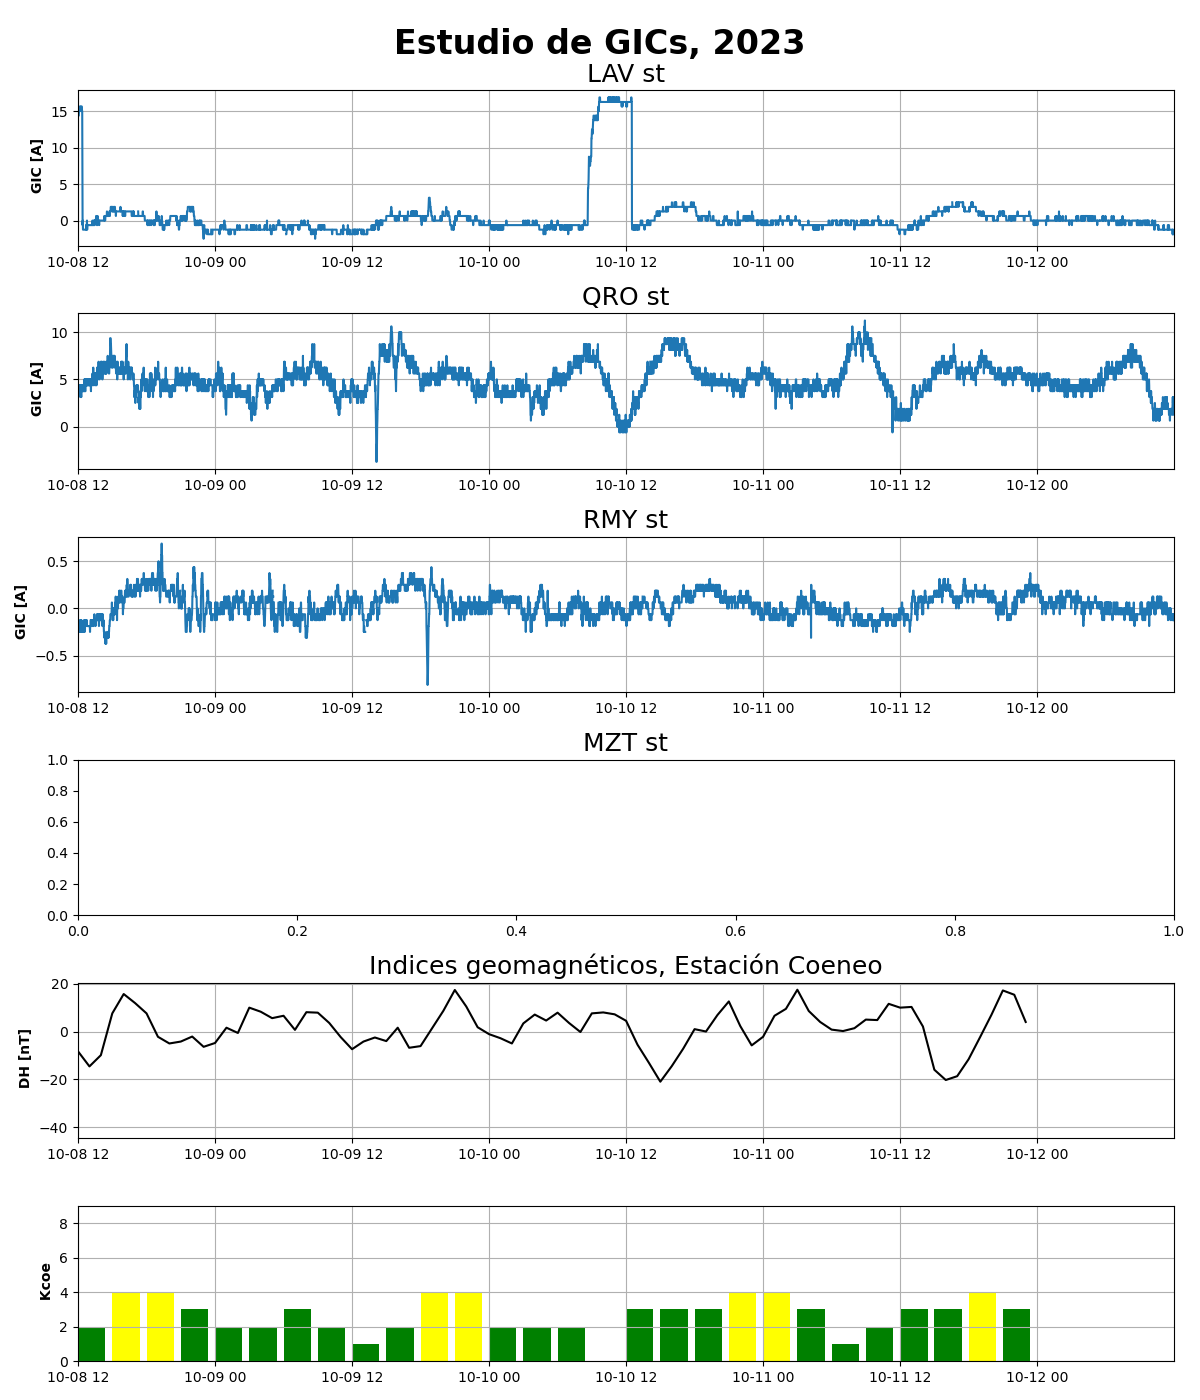 Estudio de GICs, 2023
LAV st
GIC [A]
15
10
5
0
10-08 12 10-09 00 10-09 12 10-10 00 10-10 12 10-11 00 10-11 12 10-12 00
QRO st
GIC [A]
10
5
0
10-08 12 10-09 00 10-09 12 10-10 00 10-10 12 10-11 00 10-11 12 10-12 00
RMY st
GIC [A]
0.5
0.0
−0.5
10-08 12 10-09 00 10-09 12 10-10 00 10-10 12 10-11 00 10-11 12 10-12 00
MZT st
1.0
0.8
0.6
0.4
0.2
0.0
0.0 0.2 0.4 0.6 0.8 1.0
Indices geomagnéticos, Estación Coeneo
DH [nT]
20
0
−20
−40
10-08 12 10-09 00 10-09 12 10-10 00 10-10 12 10-11 00 10-11 12 10-12 00
Kcoe
8
6
4
2
0
10-08 12 10-09 00 10-09 12 10-10 00 10-10 12 10-11 00 10-11 12 10-12 00